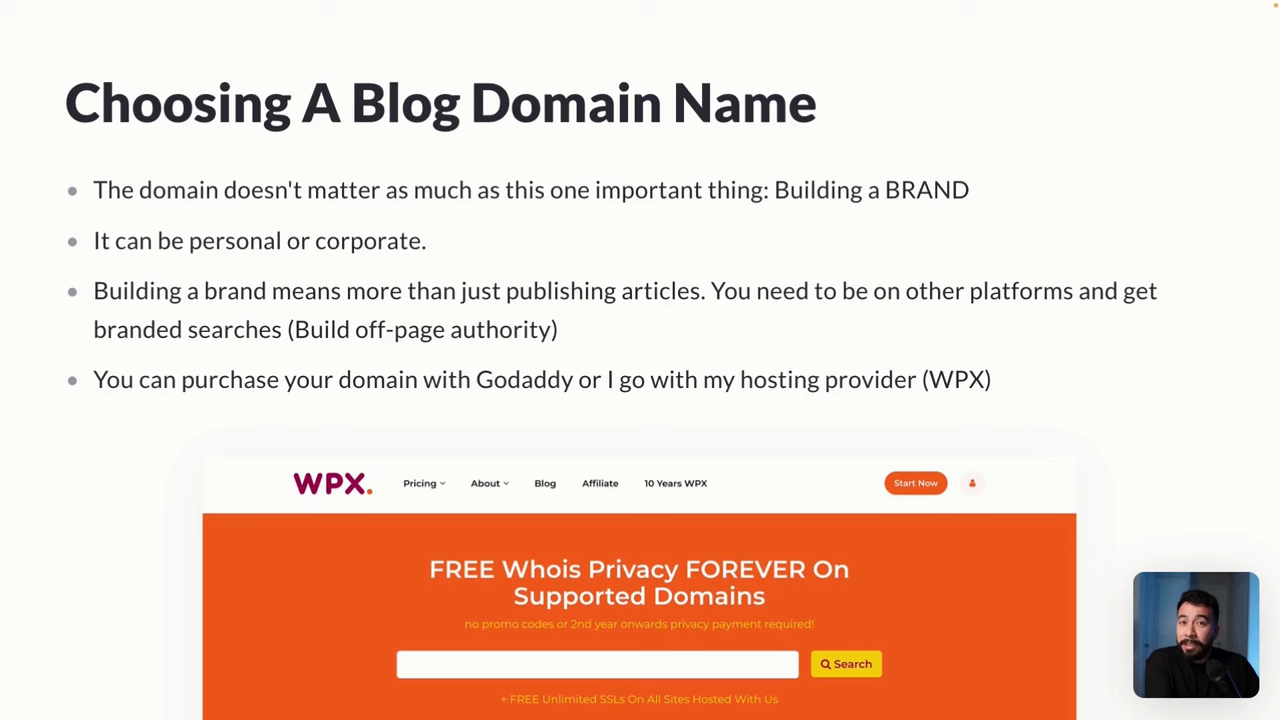 Choosing A Blog Domain Name
• The domain doesn't matter as much as this one important thing: Building a BRAND
• It can be personal or corporate.
• Building a brand means more than just publishing articles. You need to be on other platforms and get
branded searches (Build off-page authority)
• You can purchase your domain with Godaddy or I go with my hosting provider (WPX)
WPX. Pricing About Blog Affiliate 10 Years WPX Start Now
FREE Whois Privacy FOREVER On
Supported Domains
no promo codes or 2nd year onwards privacy payment required!
Search
+ FREE Unlimited SSLs On All Sites Hosted With Us